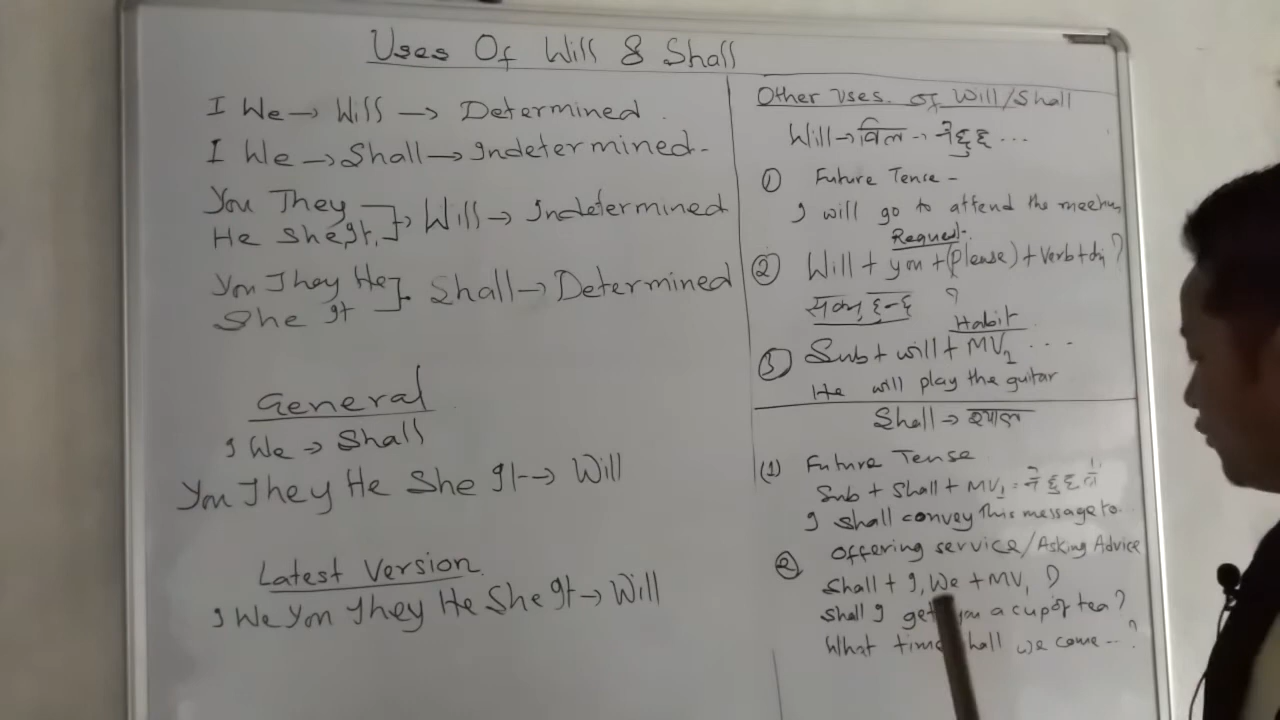 Uses Of Will & Shall
I We → Will → Determined.
I We → Shall → Indetermined.
You They
He She It. → Will → Indetermined
You They He
She It Shall → Determined
General
I We → Shall
You They He She It → Will
Latest Version
I We You They He She It → Will
Other Uses of Will/Shall
Will → विल
① Future Tense -
I will go to attend the meeting
Request
② Will + you + (please) + verb + obj ?
Habit
③ Sub + will + MV1 ....
He will play the guitar
Shall →
(1) Future Tense
Sub + Shall + MV1 =
I shall convey this message to..
② Offering service/Asking Advice
Shall + I, We + MV1 ?
Shall I get you a cup of tea?
What time shall we come...?